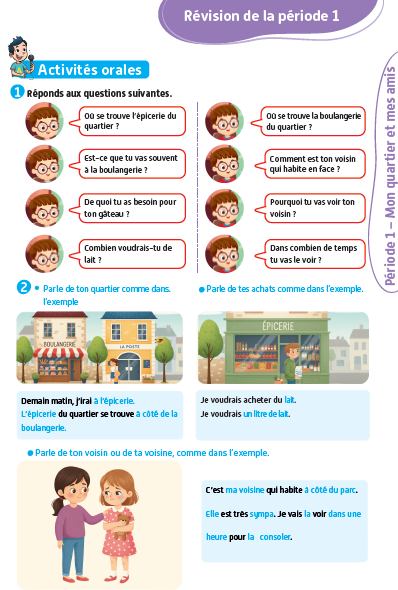 Révision de la période 1
Activités orales
1 Réponds aux questions suivantes.
Où se trouve l'épicerie du
quartier ?
Est-ce que tu vas souvent
à la boulangerie ?
De quoi tu as besoin pour
ton gâteau ?
Combien voudrais-tu de
lait ?
Où se trouve la boulangerie
du quartier ?
Comment est ton voisin
qui habite en face ?
Pourquoi tu vas voir ton
voisin ?
Dans combien de temps
tu vas le voir ?
2 • Parle de ton quartier comme dans
l'exemple
• Parle de tes achats comme dans l'exemple.
BOULANGERIE
LA POSTE
ÉPICERIE
Demain matin, j'irai à l'épicerie.
L'épicerie du quartier se trouve à côté de la
boulangerie.
Je voudrais acheter du lait.
Je voudrais un litre de lait.
• Parle de ton voisin ou de ta voisine, comme dans l'exemple.
C'est ma voisine qui habite à côté du parc.
Elle est très sympa. Je vais la voir dans une
heure pour la consoler.
Période 1 – Mon quartier et mes amis